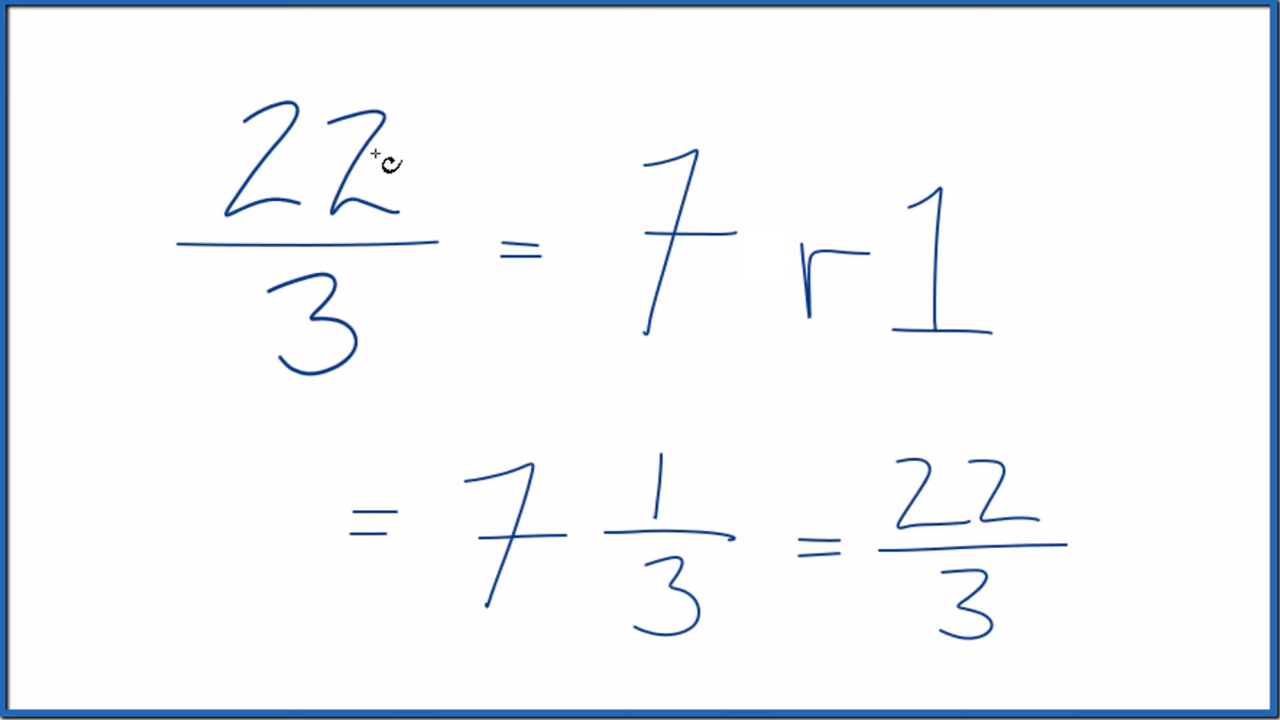 22/3 = 7 r1
= 7 1/3 = 22/3